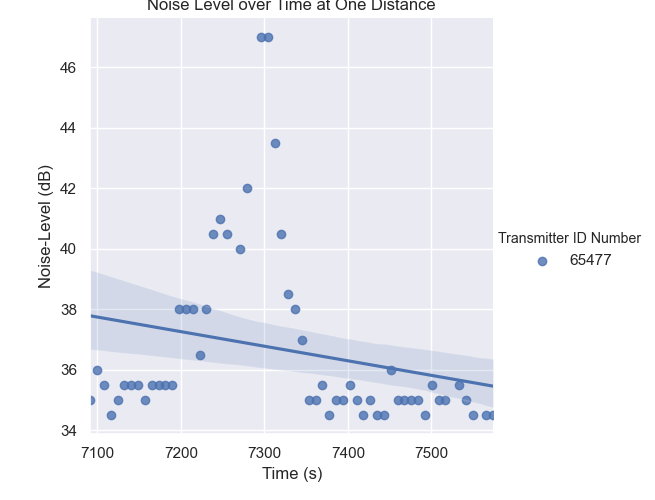 Noise Level over Time at One Distance
46
44
42
40
38
36
34
Noise-Level (dB)
7100 7200 7300 7400 7500
Time (s)
Transmitter ID Number
65477